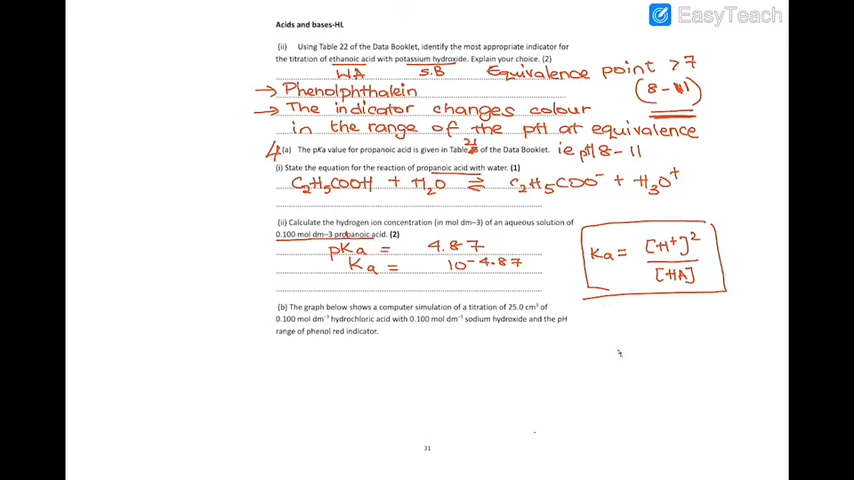 EasyTeach
Acids and bases-HL
(ii) Using Table 22 of the Data Booklet, identify the most appropriate indicator for
the titration of ethanoic acid with potassium hydroxide. Explain your choice. (2)
WA S.B Equivalence point > 7
→ Phenolphthalein (8 - 11)
→ The indicator changes colour
in the range of the pH at equivalence
4 (a) The pKa value for propanoic acid is given in Table 21 of the Data Booklet. ie pH 8 - 11
(i) State the equation for the reaction of propanoic acid with water. (1)
C₂H₅COOH + H₂O ⇌ C₂H₅COO⁻ + H₃O⁺
(ii) Calculate the hydrogen ion concentration (in mol dm–3) of an aqueous solution of
0.100 mol dm–3 propanoic acid. (2)
pKa = 4.87
Ka = 10⁻⁴·⁸⁷
Ka = [H⁺]²
[HA]
(b) The graph below shows a computer simulation of a titration of 25.0 cm³ of
0.100 mol dm⁻³ hydrochloric acid with 0.100 mol dm⁻³ sodium hydroxide and the pH
range of phenol red indicator.
31